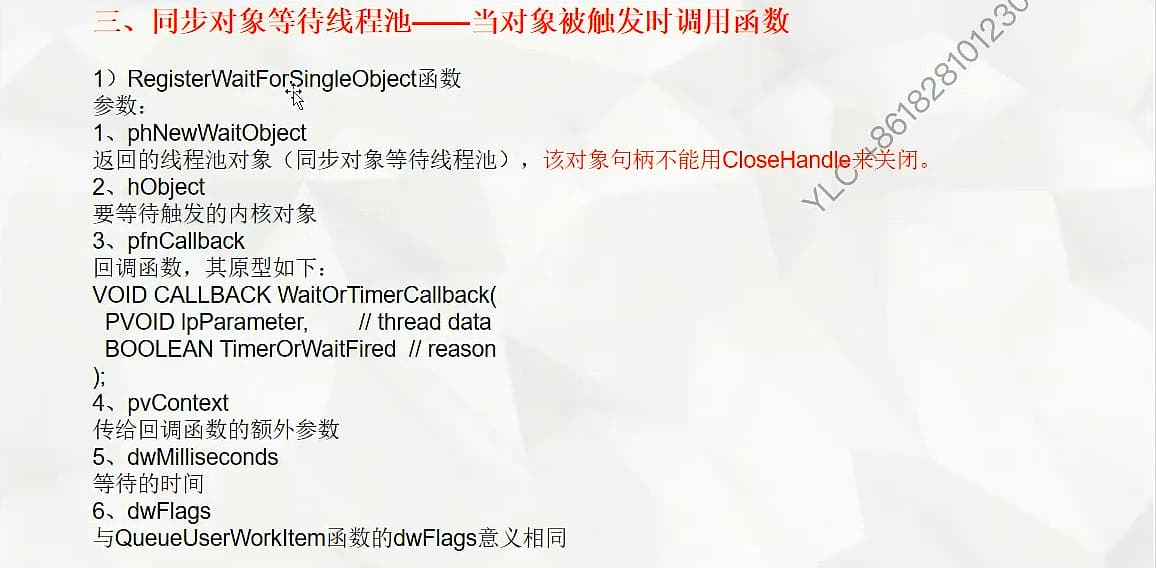 三、同步对象等待线程池——当对象被触发时调用函数
1）RegisterWaitForSingleObject函数
参数：
1、phNewWaitObject
返回的线程池对象（同步对象等待线程池），该对象句柄不能用CloseHandle来关闭。
2、hObject
要等待触发的内核对象
3、pfnCallback
回调函数，其原型如下：
VOID CALLBACK WaitOrTimerCallback(
PVOID lpParameter, // thread data
BOOLEAN TimerOrWaitFired // reason
);
4、pvContext
传给回调函数的额外参数
5、dwMilliseconds
等待的时间
6、dwFlags
与QueueUserWorkItem函数的dwFlags意义相同